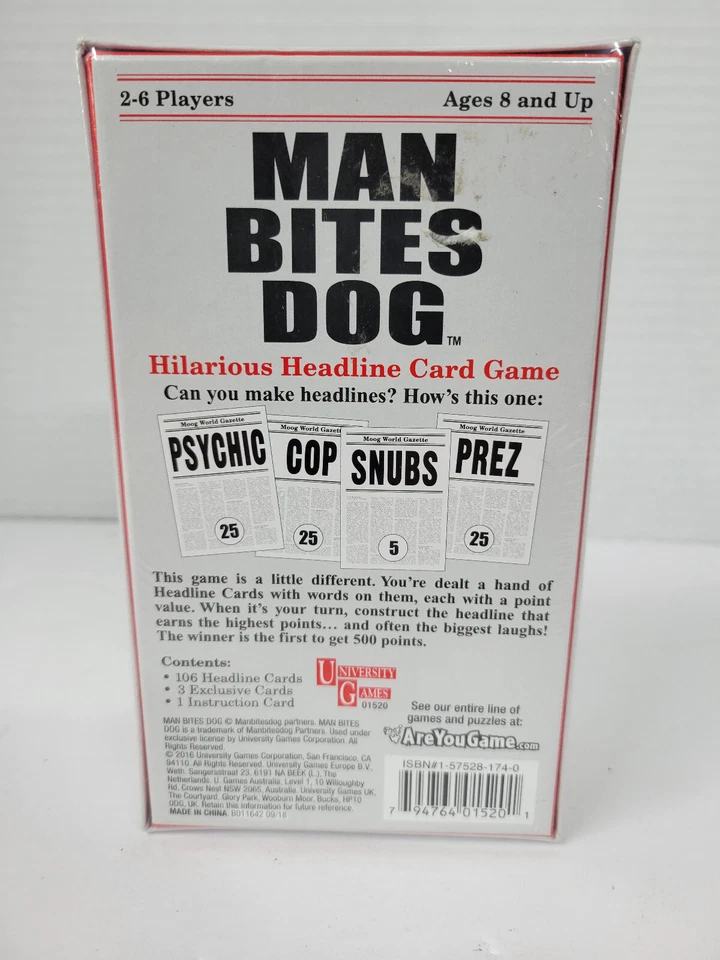 2-6 Players Ages 8 and Up
MAN
BITES
DOG™
Hilarious Headline Card Game
Can you make headlines? How's this one:
Moog World Gazette
PSYCHIC
25
Moog World Gazett
COP
25
Moog World Gazette
SNUBS
5
Moog World Gazette
PREZ
25
This game is a little different. You're dealt a hand of
Headline Cards with words on them, each with a point
value. When it's your turn, construct the headline that
earns the highest points... and often the biggest laughs!
The winner is the first to get 500 points.
Contents:
• 106 Headline Cards
• 3 Exclusive Cards
• 1 Instruction Card
UNIVERSITY
GAMES
01520
See our entire line of
games and puzzles at:
AreYouGame.com
MAN BITES DOG © Manbitesdog partners. MAN BITES
DOG is a trademark of Manbitesdog Partners. Used under
exclusive license by University Games Corporation. All
Rights Reserved.
© 2016 University Games Corporation, San Francisco, CA
94110. All Rights Reserved. University Games Europe B.V.,
Weth. Sangersstraat 23, 6191 NA BEEK (L.), The
Netherlands. U. Games Australia, Level 1, 10 Willoughby
Rd, Crows Nest NSW 2065, Australia. University Games UK,
The Courtyard, Glory Park, Wooburn Moor, Bucks, HP10
0DG, UK. Retain this information for future reference.
MADE IN CHINA. B011642 09/18
ISBN#1-57528-174-0
7 94764 01520 1